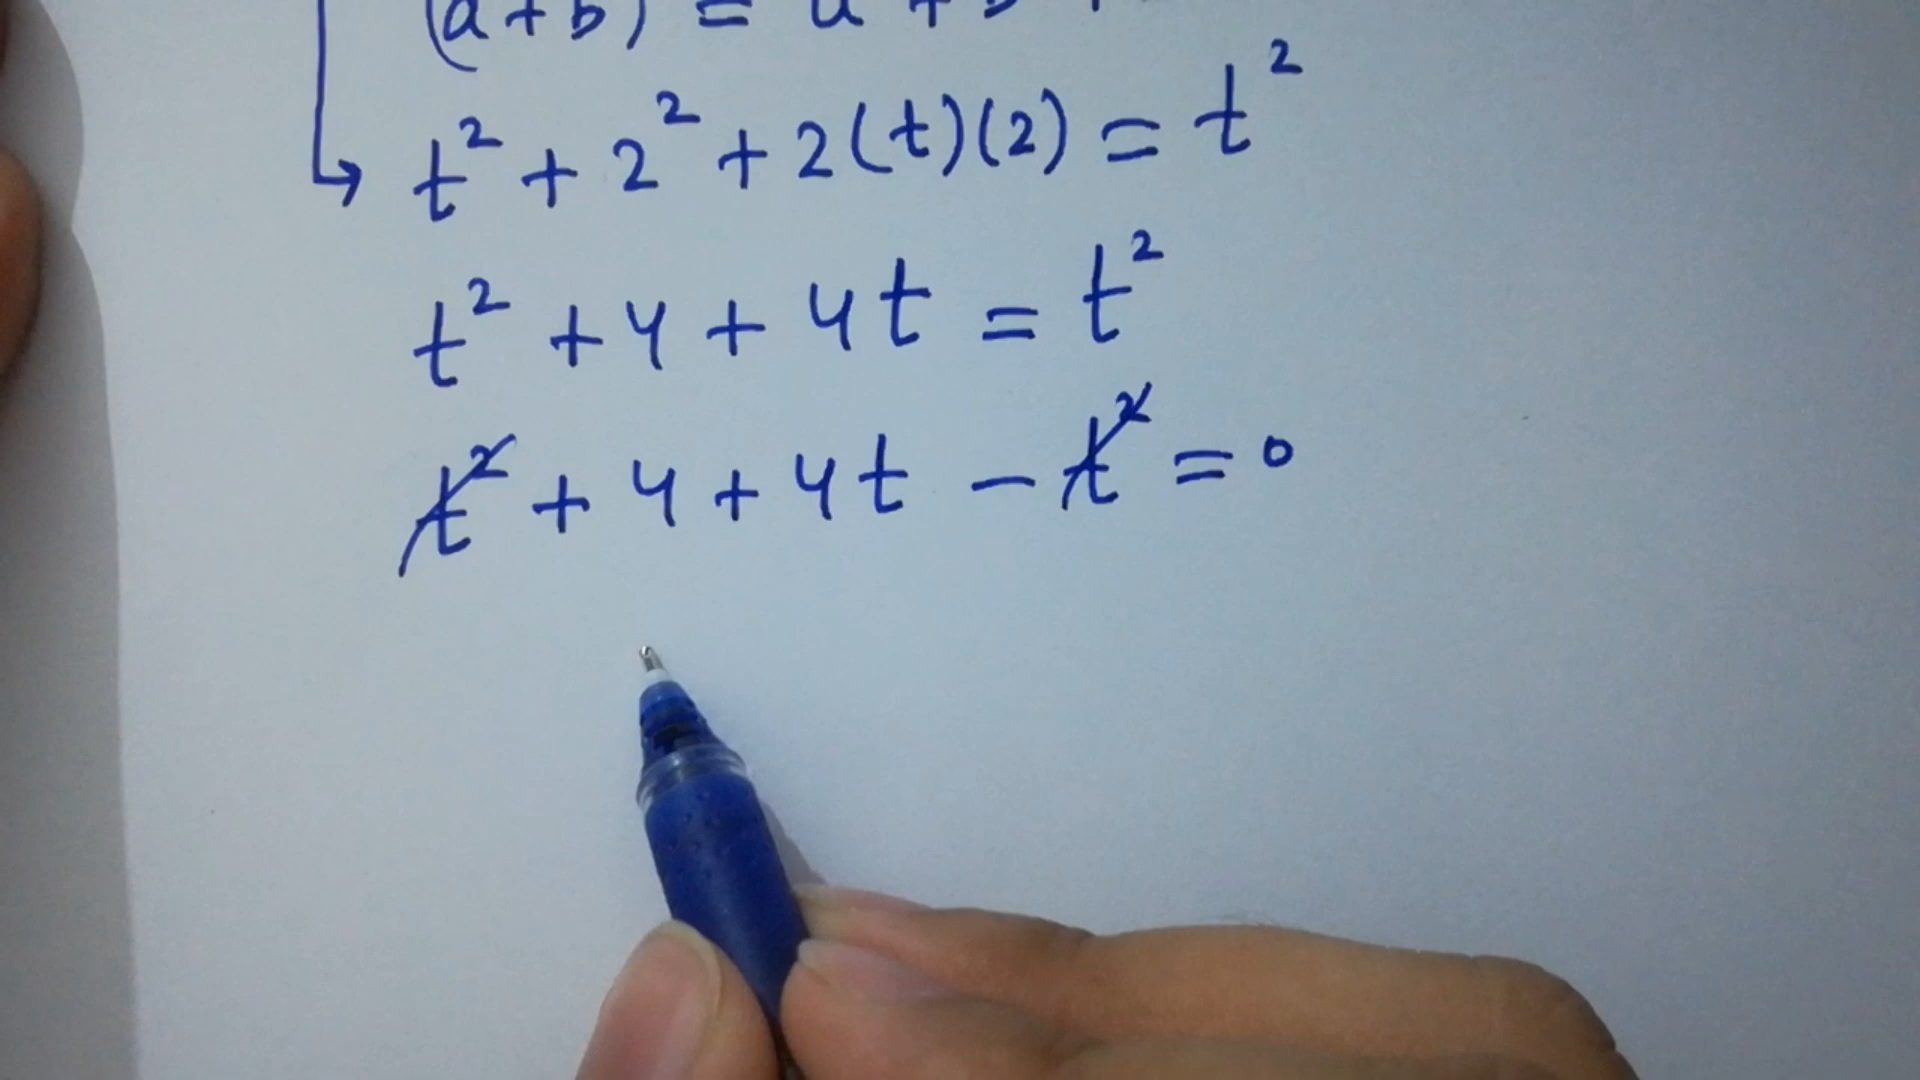 (a+b) = a + b +
t² + 2² + 2(t)(2) = t²
t² + 4 + 4t = t²
t² + 4 + 4t - t² = 0